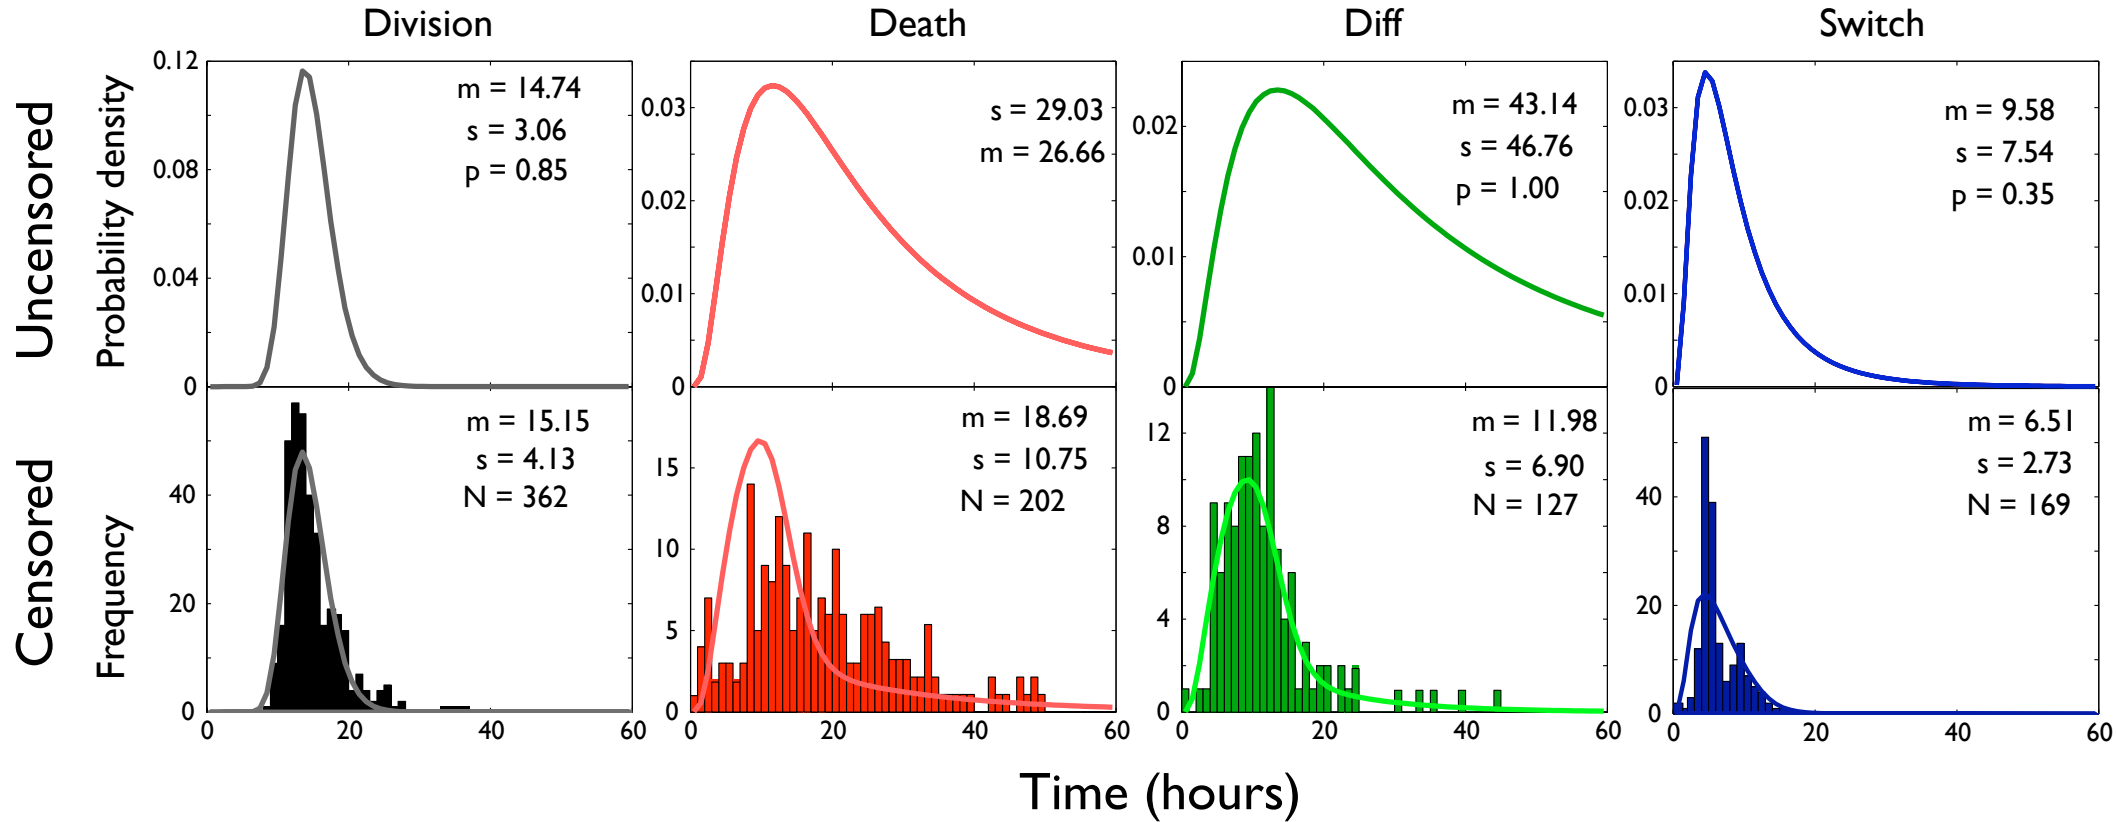 Division
Death
Diff
Switch
Uncensored
Probability density
0.12
0.08
0.04
0
m = 14.74
s = 3.06
p = 0.85
0.03
0.02
0.01
0
s = 29.03
m = 26.66
0.02
0.01
0
m = 43.14
s = 46.76
p = 1.00
0.03
0.02
0.01
0
m = 9.58
s = 7.54
p = 0.35
Censored
Frequency
40
20
0
m = 15.15
s = 4.13
N = 362
0 20 40 60
15
10
5
0
m = 18.69
s = 10.75
N = 202
0 20 40 60
12
8
4
0
m = 11.98
s = 6.90
N = 127
0 20 40 60
40
20
0
m = 6.51
s = 2.73
N = 169
0 20 40 60
Time (hours)